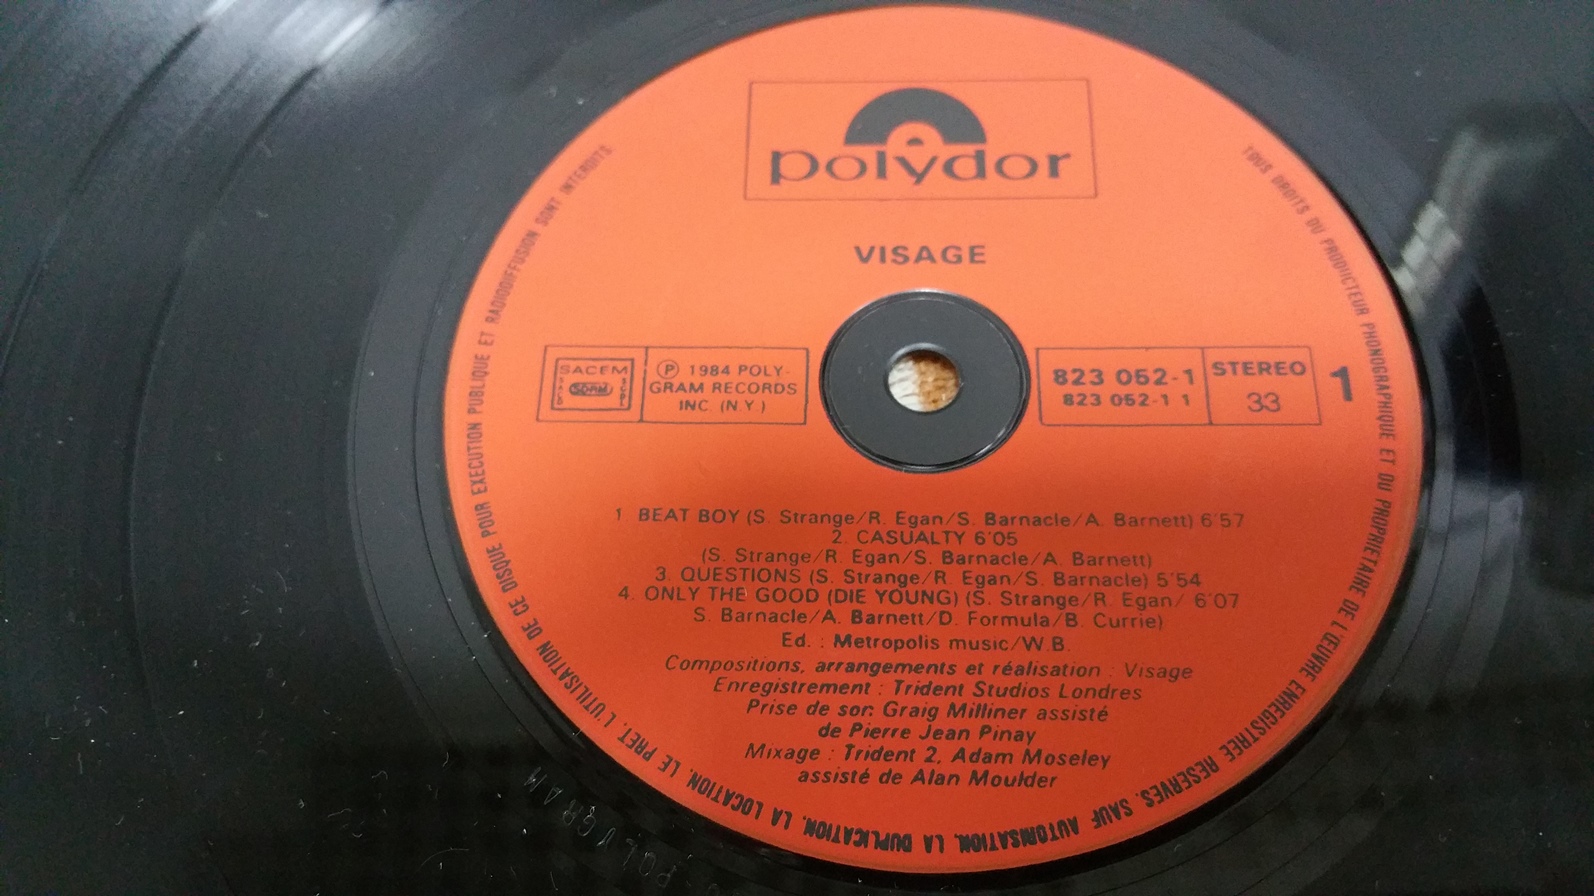 polydor
VISAGE
SACEM
SACD
SDRM
SCPE
Ⓟ 1984 POLY-
GRAM RECORDS
INC. (N.Y.)
823 052-1
823 052-1 1
STEREO
33
1
1. BEAT BOY (S. Strange/R. Egan/S. Barnacle/A. Barnett) 6'57
2. CASUALTY 6'05
(S. Strange/R. Egan/S. Barnacle/A. Barnett)
3. QUESTIONS (S. Strange/R. Egan/S. Barnacle) 5'54
4. ONLY THE GOOD (DIE YOUNG) (S. Strange/R. Egan/ 6'07
S. Barnacle/A. Barnett/D. Formula/B. Currie)
Ed. : Metropolis music/W.B.
Compositions, arrangements et réalisation : Visage
Enregistrement : Trident Studios Londres
Prise de son: Graig Milliner assisté
de Pierre Jean Pinay
Mixage : Trident 2, Adam Moseley
assisté de Alan Moulder
TOUS DROITS DU PRODUCTEUR PHONOGRAPHIQUE ET DU PROPRIETAIRE DE L'ŒUVRE ENREGISTREE RESERVES. SAUF AUTORISATION, LA DUPLICATION, LA LOCATION, LE PRET, L'UTILISATION DE CE DISQUE POUR EXECUTION PUBLIQUE ET RADIODIFFUSION SONT INTERDITS
POLYGRAM